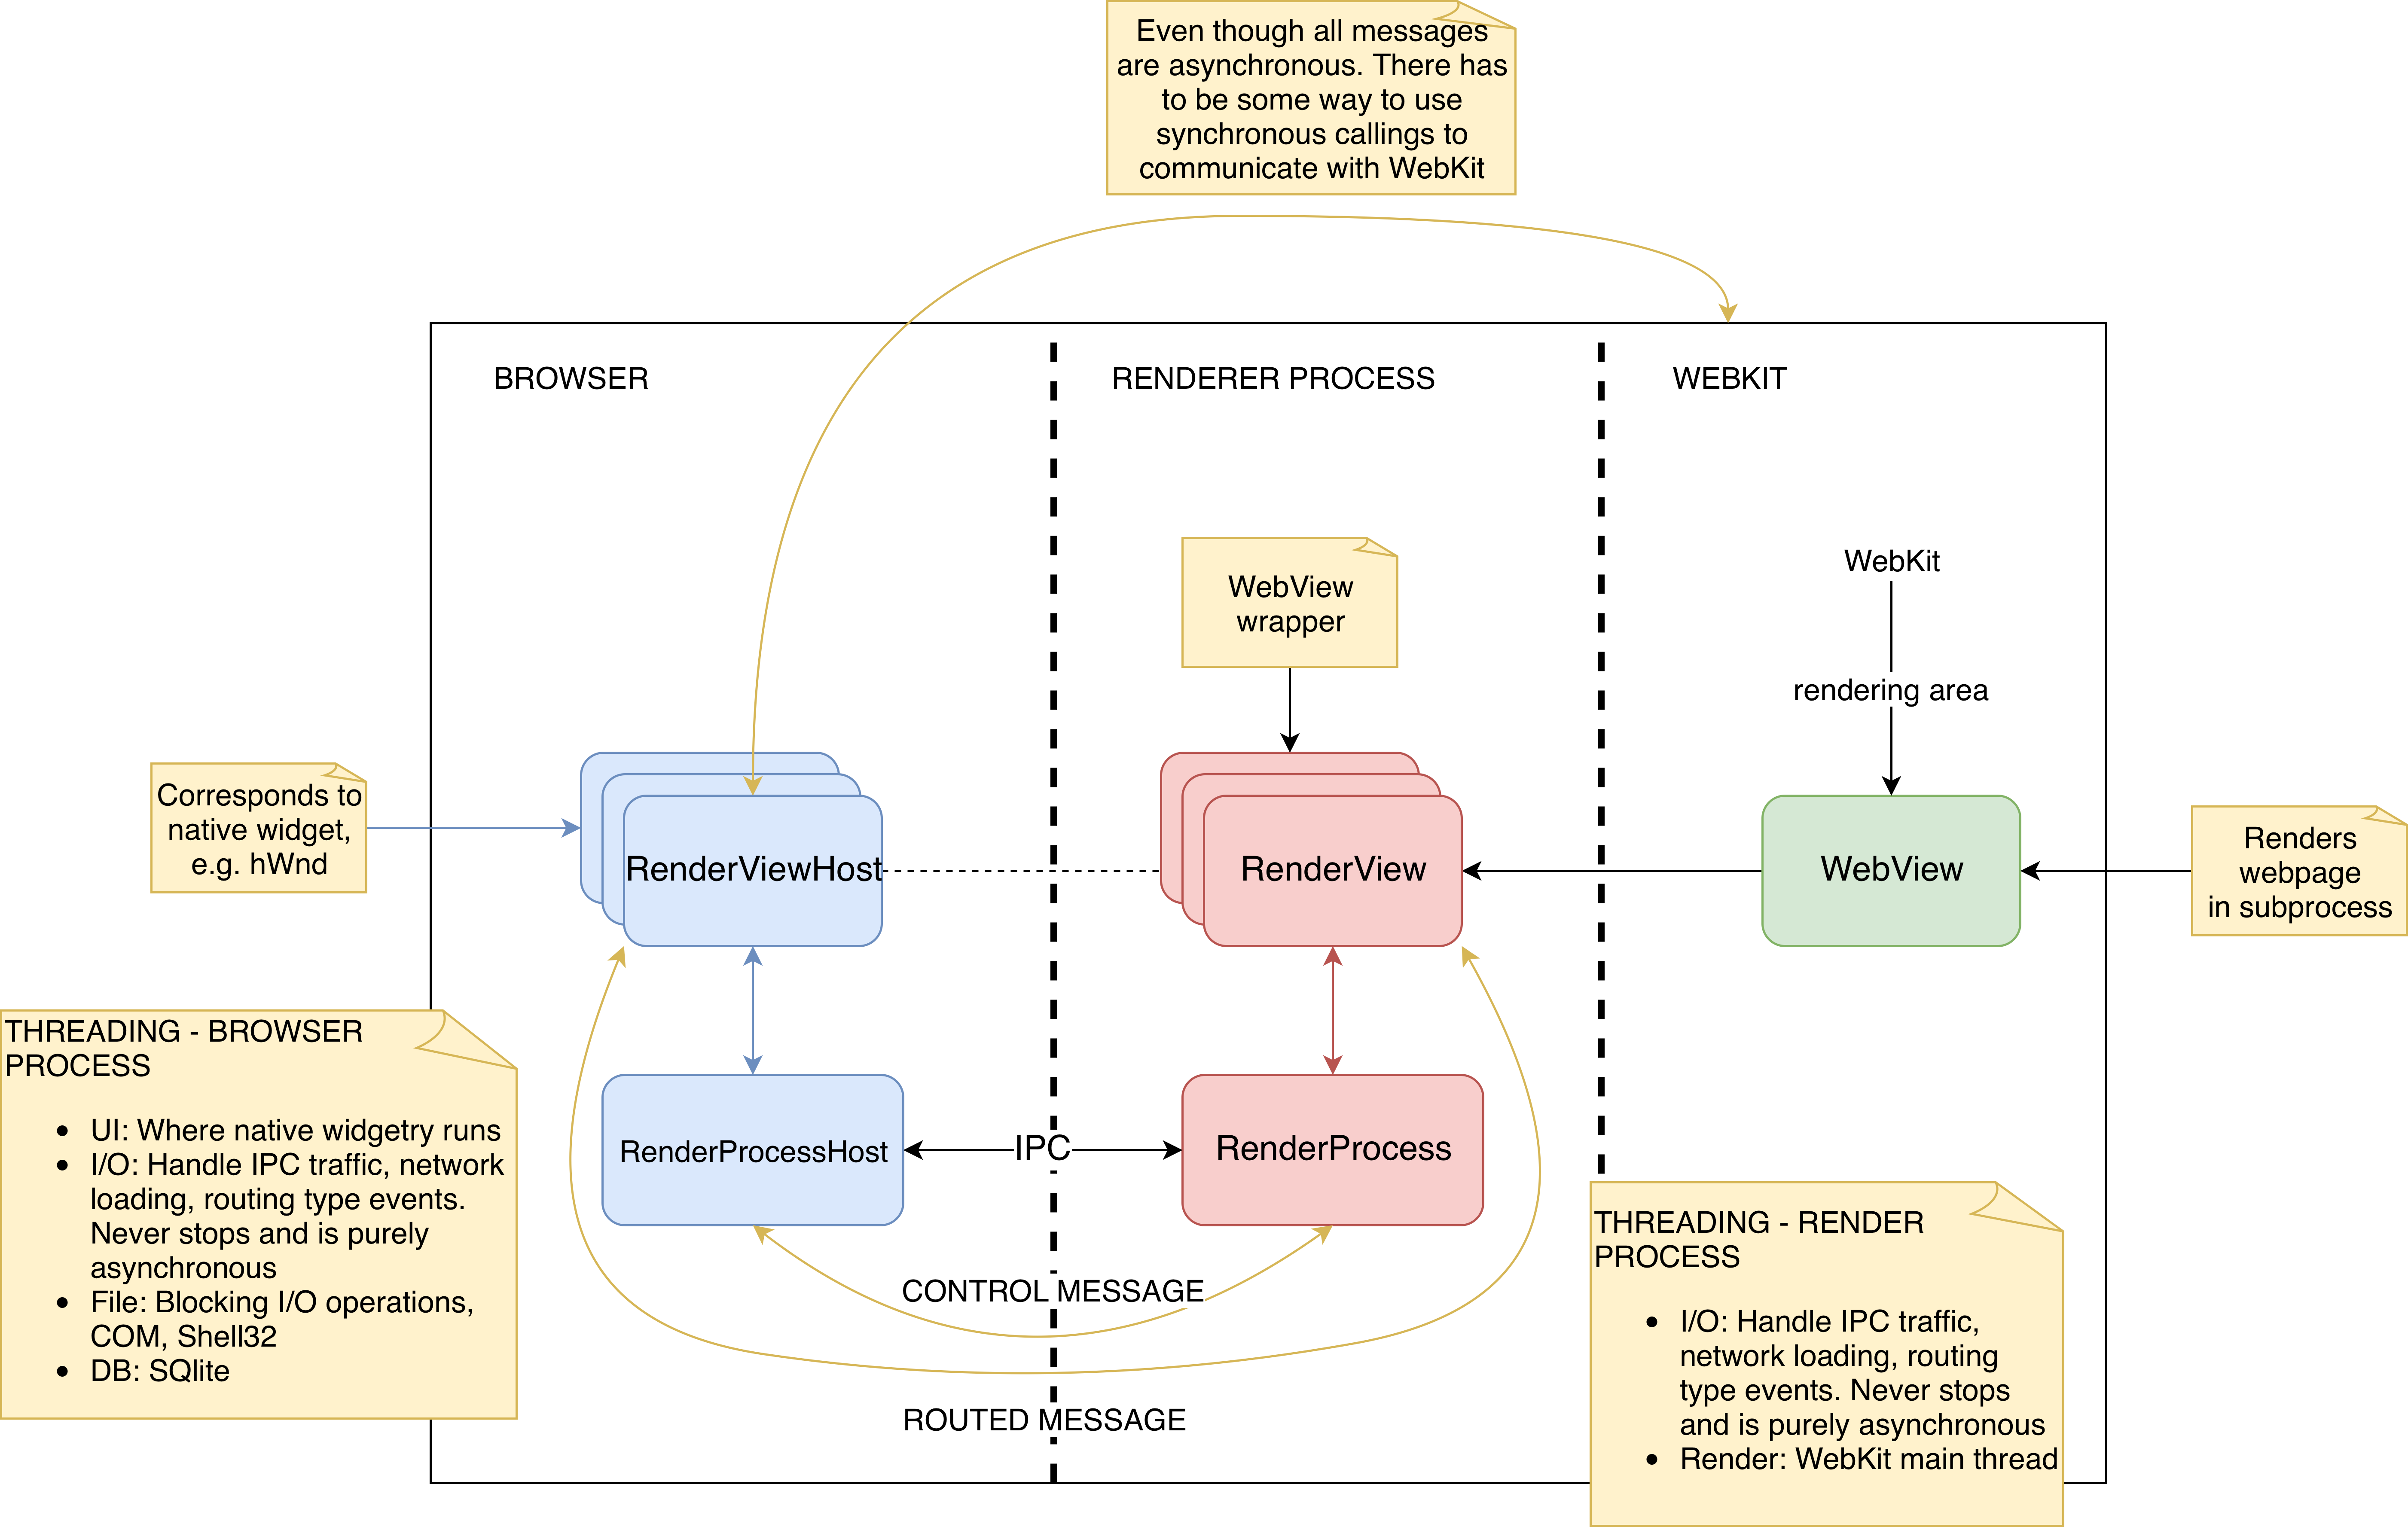 Even though all messages
are asynchronous. There has
to be some way to use
synchronous callings to
communicate with WebKit
BROWSER
RENDERER PROCESS
WEBKIT
WebView
wrapper
WebKit
rendering area
Corresponds to
native widget,
e.g. hWnd
RenderViewHost
RenderView
WebView
Renders
webpage
in subprocess
THREADING - BROWSER
PROCESS
• UI: Where native widgetry runs
• I/O: Handle IPC traffic, network
loading, routing type events.
Never stops and is purely
asynchronous
• File: Blocking I/O operations,
COM, Shell32
• DB: SQlite
RenderProcessHost
IPC
RenderProcess
CONTROL MESSAGE
ROUTED MESSAGE
THREADING - RENDER
PROCESS
• I/O: Handle IPC traffic,
network loading, routing
type events. Never stops
and is purely asynchronous
• Render: WebKit main thread